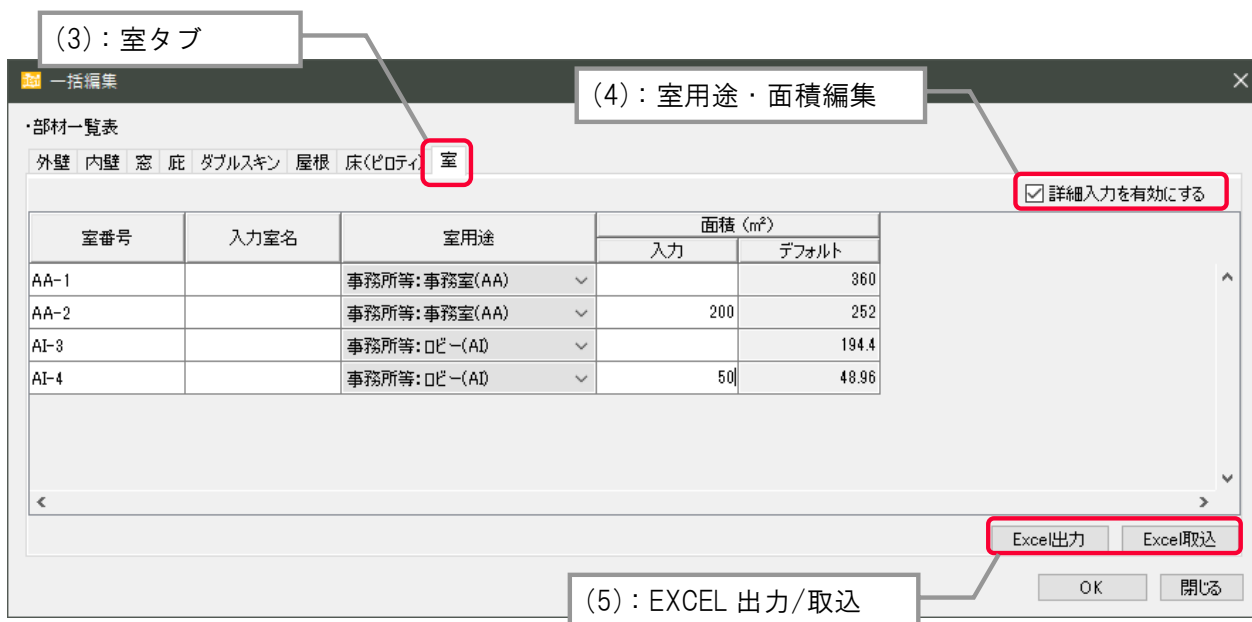 (3)：室タブ
一括編集
(4)：室用途・面積編集
・部材一覧表
外壁 内壁 窓 庇 ダブルスキン 屋根 床(ピロティ) 室
詳細入力を有効にする
室番号 入力室名 室用途 面積 (㎡)
入力 デフォルト
AA-1 事務所等:事務室(AA) 360
AA-2 事務所等:事務室(AA) 200 252
AI-3 事務所等:ロビー(AI) 194.4
AI-4 事務所等:ロビー(AI) 50 48.96
Excel出力 Excel取込
OK 閉じる
(5)：EXCEL 出力/取込